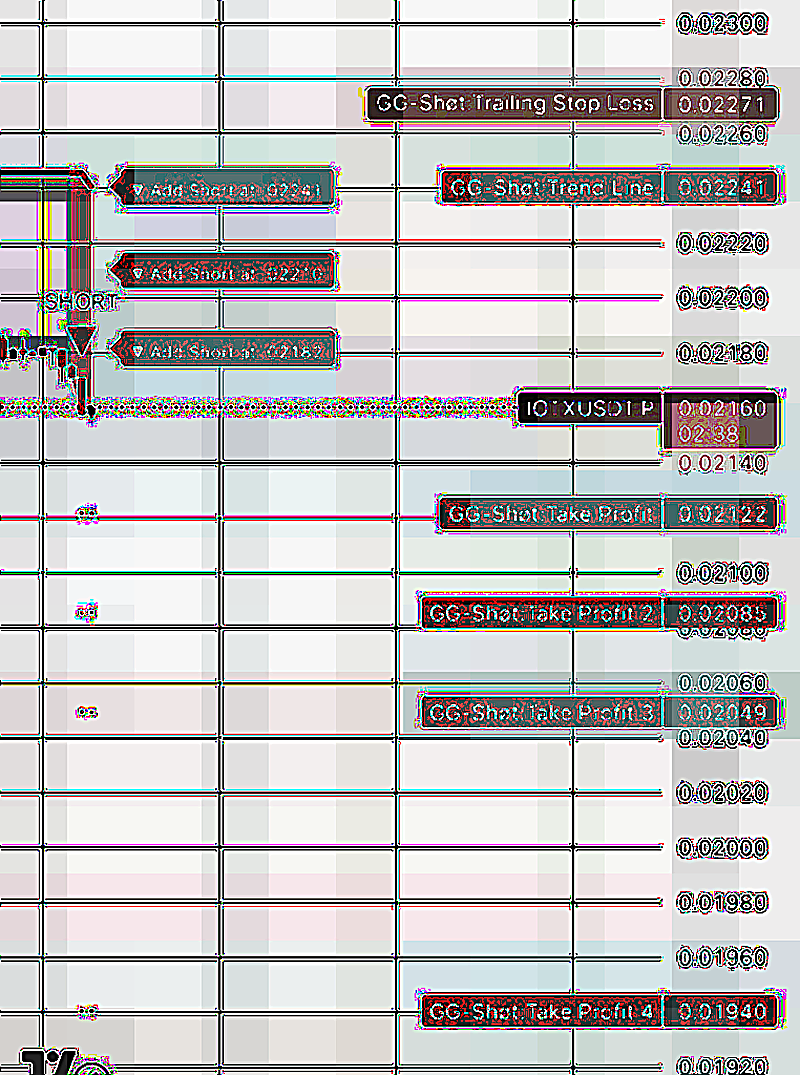 0.02300
0.02280
GG-Shot Trailing Stop Loss 0.02271
0.02260
▼ Add Short at: 02241
GG-Shot Trend Line 0.02241
0.02220
▼ Add Short at: 02210
SHORT
0.02200
▼ Add Short at: 02182
0.02180
IOTXUSDT.P 0.02160
02:38
0.02140
GG-Shot Take Profit 0.02122
0.02100
GG-Shot Take Profit 2 0.02085
0.02080
0.02060
GG-Shot Take Profit 3 0.02049
0.02040
0.02020
0.02000
0.01980
0.01960
GG-Shot Take Profit 4 0.01940
0.01920